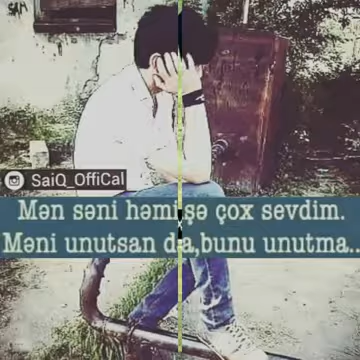 SaiQ_OffiCal
Mən səni həmişə çox sevdim.
Məni unutsan da,bunu unutma..